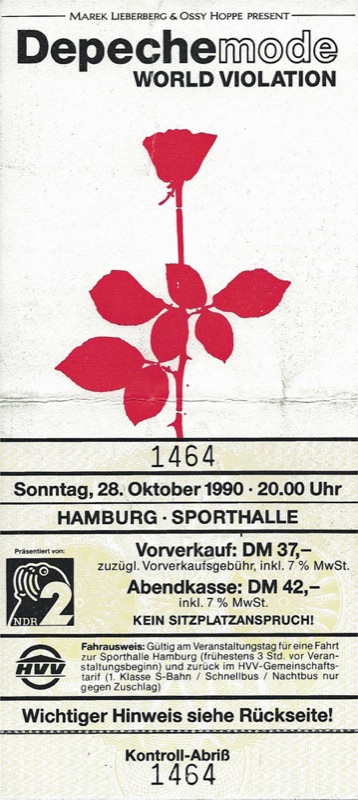 MAREK LIEBERBERG & OSSY HOPPE PRESENT
Depeche mode
WORLD VIOLATION
1464
Sonntag, 28. Oktober 1990 · 20.00 Uhr
HAMBURG · SPORTHALLE
Präsentiert von:
NDR 2
Vorverkauf: DM 37,–
zuzügl. Vorverkaufsgebühr, inkl. 7 % MwSt.
Abendkasse: DM 42,–
inkl. 7 % MwSt.
KEIN SITZPLATZANSPRUCH!
HVV
Fahrausweis: Gültig am Veranstaltungstag für eine Fahrt
zur Sporthalle Hamburg (frühestens 3 Std. vor Veran-
staltungsbeginn) und zurück im HVV-Gemeinschafts-
tarif (1. Klasse S-Bahn / Schnellbus / Nachtbus nur
gegen Zuschlag)
Wichtiger Hinweis siehe Rückseite!
Kontroll-Abriß
1464